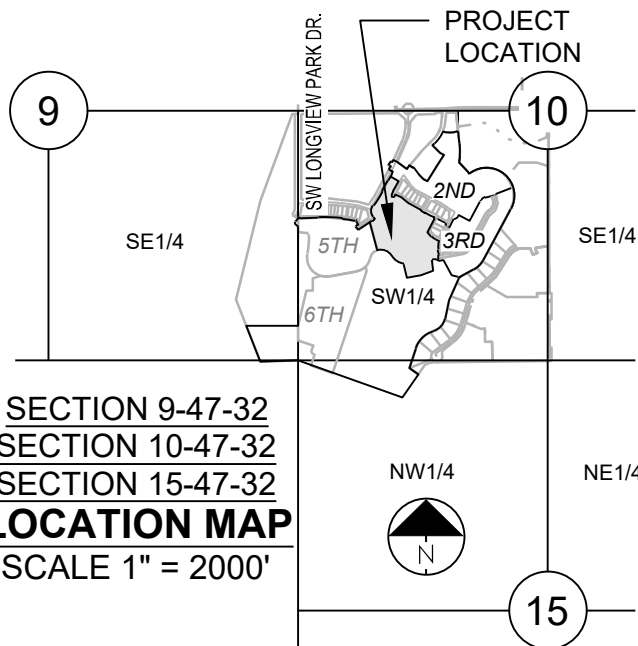 PROJECT
LOCATION
SW LONGVIEW PARK DR.
9
10
2ND
SE1/4
5TH
3RD
SE1/4
SW1/4
6TH
SECTION 9-47-32
SECTION 10-47-32
SECTION 15-47-32
LOCATION MAP
SCALE 1" = 2000'
NW1/4
NE1/4
N
15